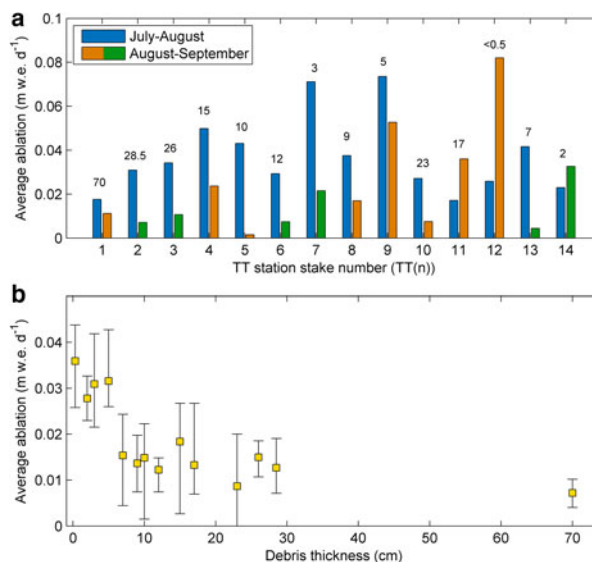 a
0.1
0.08
0.06
0.04
0.02
0
Average ablation (m w.e. d⁻¹)
July-August
August-September
70
28.5
26
15
10
12
3
9
5
23
17
<0.5
7
2
1 2 3 4 5 6 7 8 9 10 11 12 13 14
TT station stake number (TT(n))
b
0.04
0.03
0.02
0.01
0
Average ablation (m w.e. d⁻¹)
0 10 20 30 40 50 60 70
Debris thickness (cm)